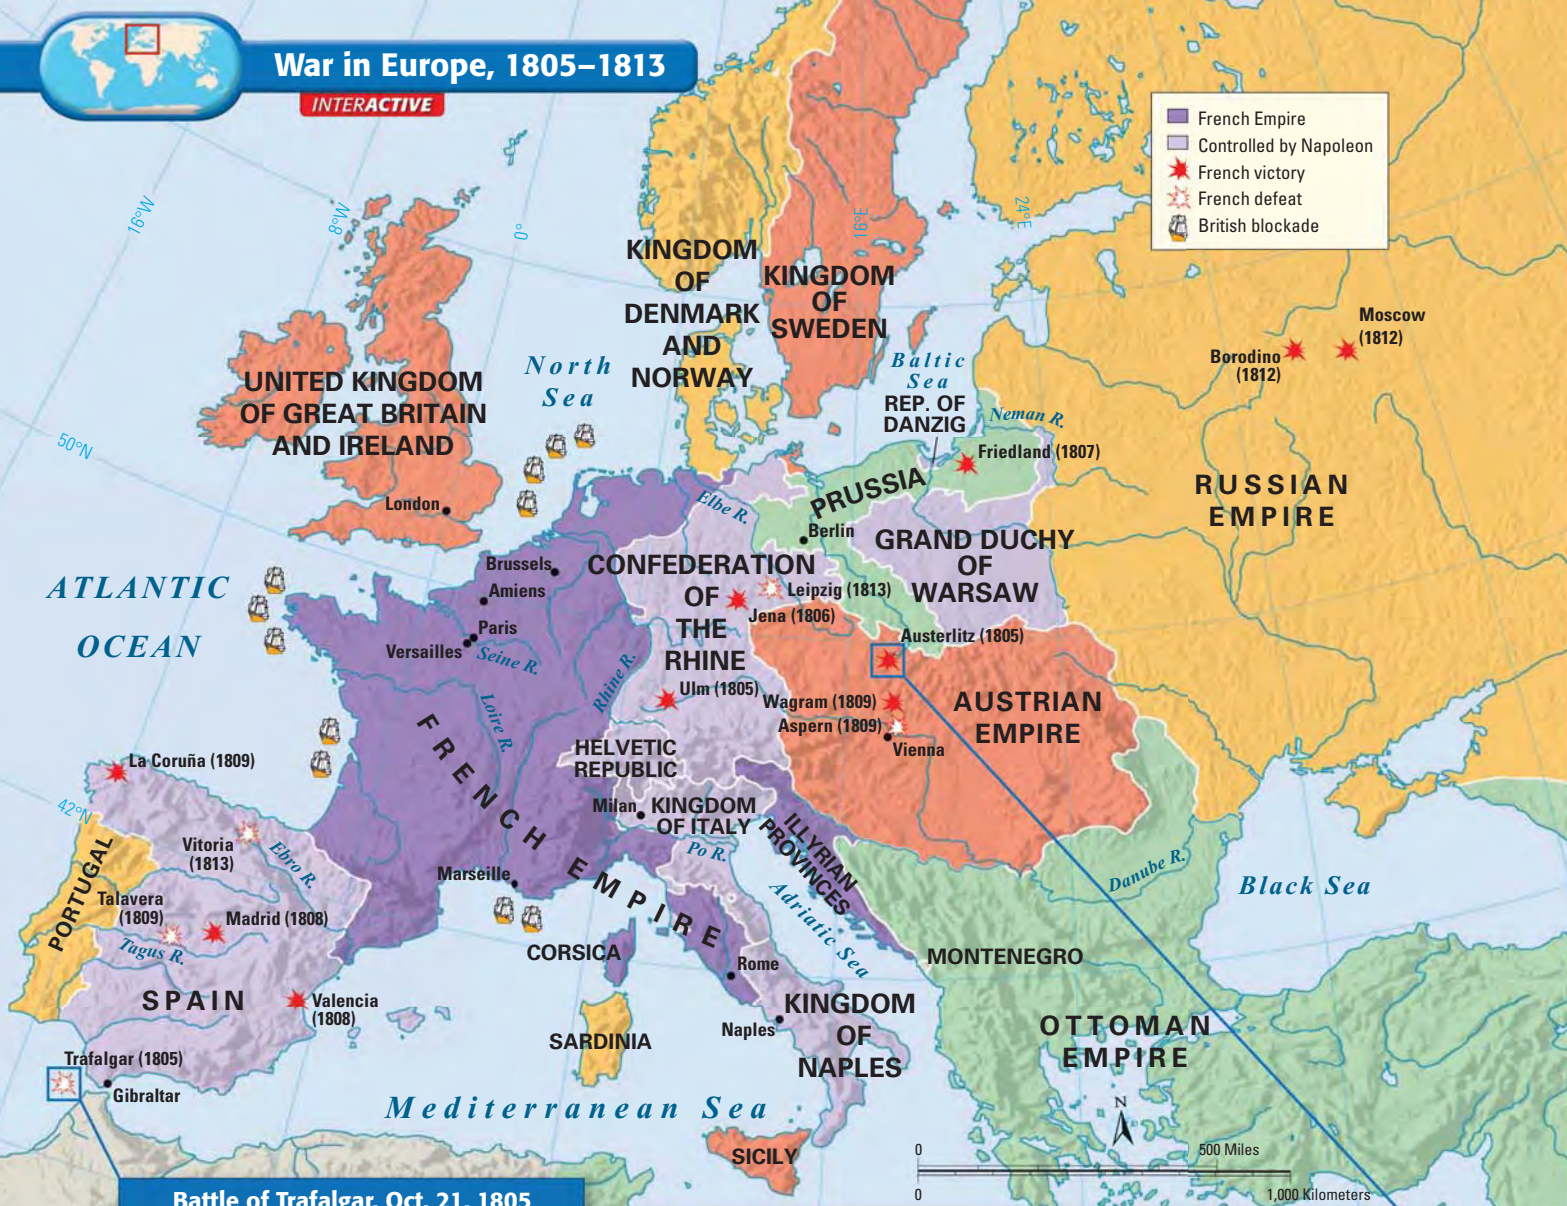 War in Europe, 1805–1813
INTERACTIVE
French Empire
Controlled by Napoleon
French victory
French defeat
British blockade
16°W
8°W
0°
16°E
24°E
50°N
42°N
KINGDOM
OF
DENMARK
AND
NORWAY
KINGDOM
OF
SWEDEN
Moscow
(1812)
Borodino
(1812)
North
Sea
Baltic
Sea
REP. OF
DANZIG
Neman R.
Friedland (1807)
UNITED KINGDOM
OF GREAT BRITAIN
AND IRELAND
London
RUSSIAN
EMPIRE
PRUSSIA
Berlin
Elbe R.
GRAND DUCHY
OF
WARSAW
ATLANTIC
OCEAN
Brussels
Amiens
Paris
Versailles
Seine R.
Loire R.
Rhine R.
CONFEDERATION
OF
THE
RHINE
Leipzig (1813)
Jena (1806)
Ulm (1805)
Austerlitz (1805)
Wagram (1809)
Aspern (1809)
Vienna
AUSTRIAN
EMPIRE
FRENCH EMPIRE
HELVETIC
REPUBLIC
Milan
KINGDOM
OF ITALY
Po R.
ILLYRIAN
PROVINCES
Adriatic Sea
La Coruña (1809)
Vitoria
(1813)
Ebro R.
PORTUGAL
Talavera
(1809)
Madrid (1808)
Tagus R.
SPAIN
Valencia
(1808)
Trafalgar (1805)
Gibraltar
Marseille
CORSICA
SARDINIA
Rome
Naples
KINGDOM
OF
NAPLES
SICILY
Mediterranean Sea
MONTENEGRO
Danube R.
Black Sea
OTTOMAN
EMPIRE
N
0
500 Miles
0
1,000 Kilometers
Battle of Trafalgar, Oct. 21, 1805